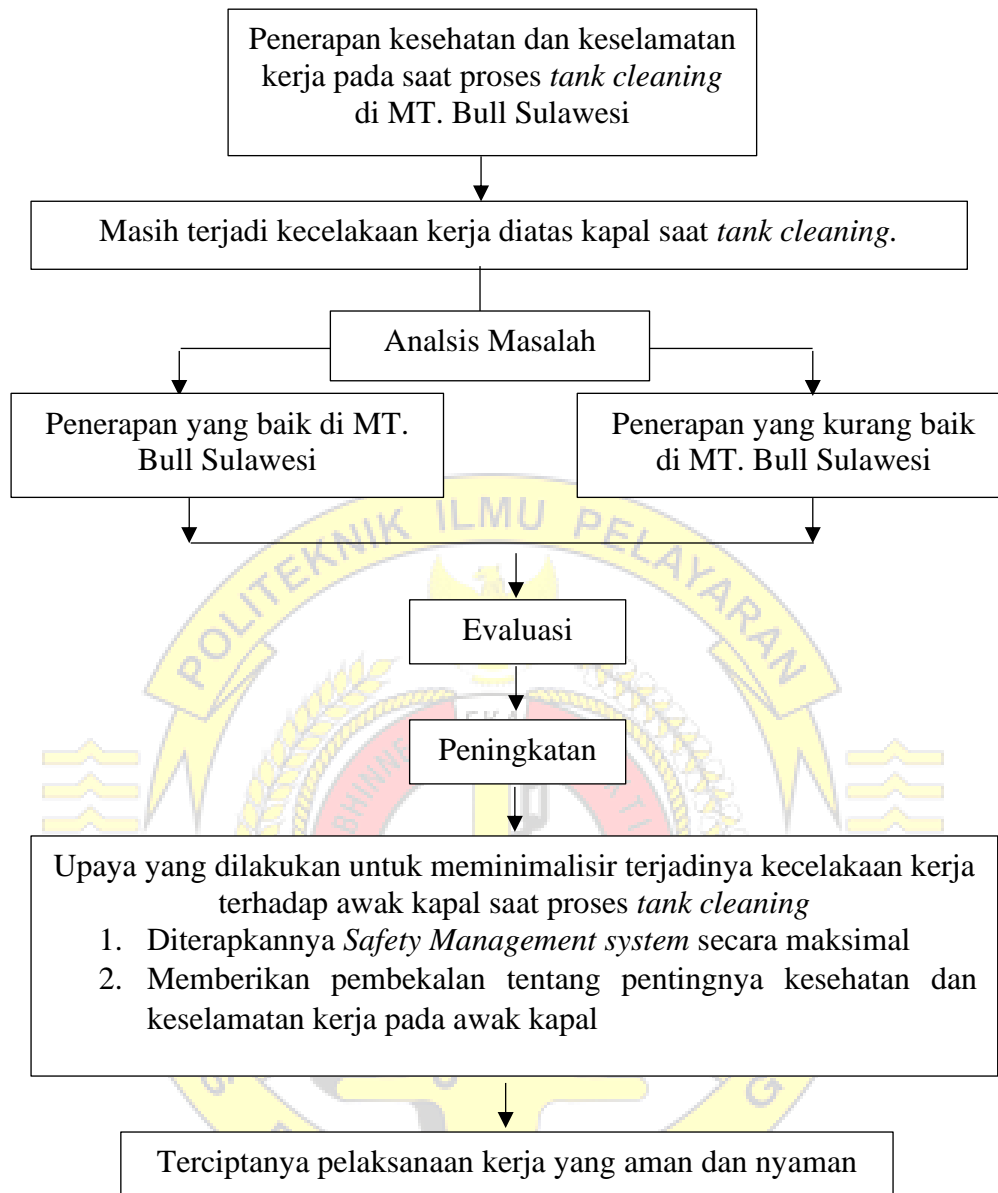 Penerapan kesehatan dan keselamatan
kerja pada saat proses tank cleaning
di MT. Bull Sulawesi
Masih terjadi kecelakaan kerja diatas kapal saat tank cleaning.
Analsis Masalah
Penerapan yang baik di MT.
Bull Sulawesi
Penerapan yang kurang baik
di MT. Bull Sulawesi
POLITEKNIK ILMU PELAYARAN
Evaluasi
Peningkatan
Upaya yang dilakukan untuk meminimalisir terjadinya kecelakaan kerja
terhadap awak kapal saat proses tank cleaning
1. Diterapkannya Safety Management system secara maksimal
2. Memberikan pembekalan tentang pentingnya kesehatan dan
keselamatan kerja pada awak kapal
Terciptanya pelaksanaan kerja yang aman dan nyaman